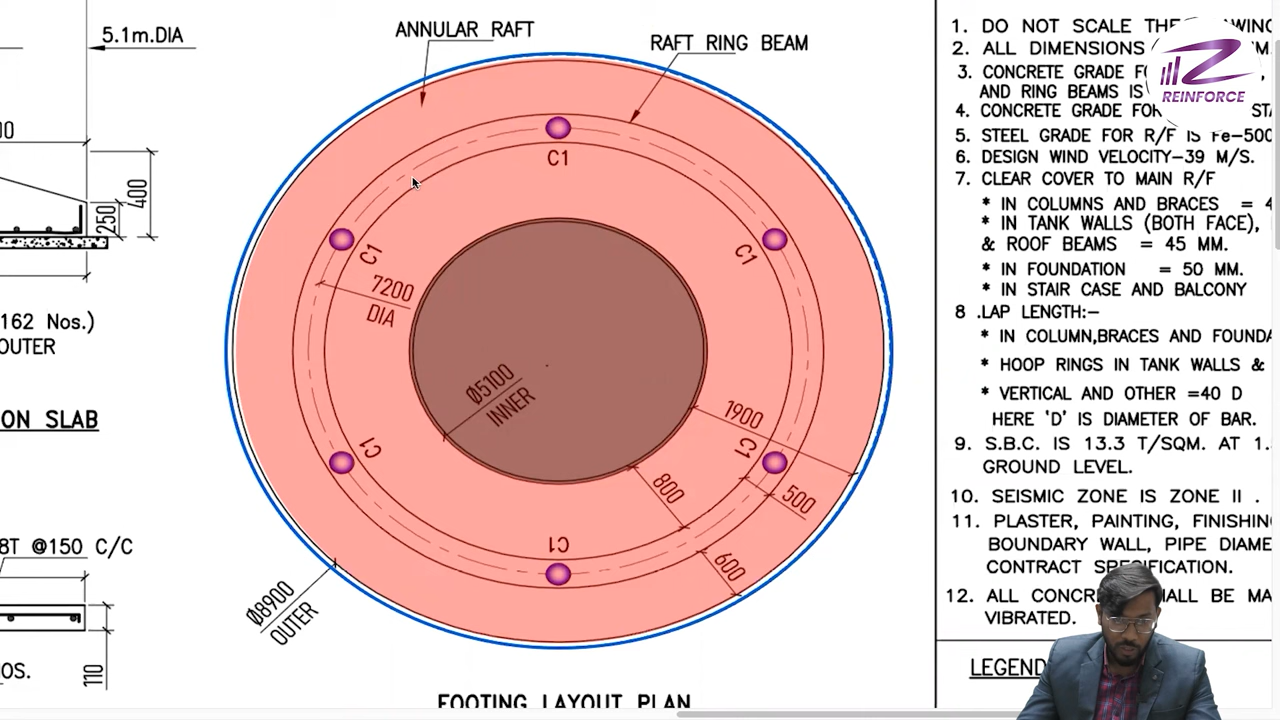 5.1m.DIA
400
250
162 Nos.)
OUTER
ON SLAB
8T @150 C/C
OS.
110
ANNULAR RAFT
RAFT RING BEAM
C1
C1
C1
7200
DIA
Ø5100
INNER
1900
C1
C1
800
500
C1
600
Ø8900
OUTER
FOOTING LAYOUT PLAN
1. DO NOT SCALE THE
2. ALL DIMENSIONS
3. CONCRETE GRADE
AND RING BEAMS IS
4. CONCRETE GRADE FOR
5. STEEL GRADE FOR R/F IS Fe-500
6. DESIGN WIND VELOCITY-39 M/S.
7. CLEAR COVER TO MAIN R/F
* IN COLUMNS AND BRACES = 4
* IN TANK WALLS (BOTH FACE),
& ROOF BEAMS = 45 MM.
* IN FOUNDATION = 50 MM.
* IN STAIR CASE AND BALCONY
8 .LAP LENGTH:-
* IN COLUMN,BRACES AND FOUNDA
* HOOP RINGS IN TANK WALLS &
* VERTICAL AND OTHER =40 D
HERE 'D' IS DIAMETER OF BAR.
9. S.B.C. IS 13.3 T/SQM. AT 1.
GROUND LEVEL.
10. SEISMIC ZONE IS ZONE II .
11. PLASTER, PAINTING, FINISHING
BOUNDARY WALL, PIPE DIAME
CONTRACT SPECIFICATION.
12. ALL CONCRE HALL BE MA
VIBRATED.
LEGEND
REINFORCE